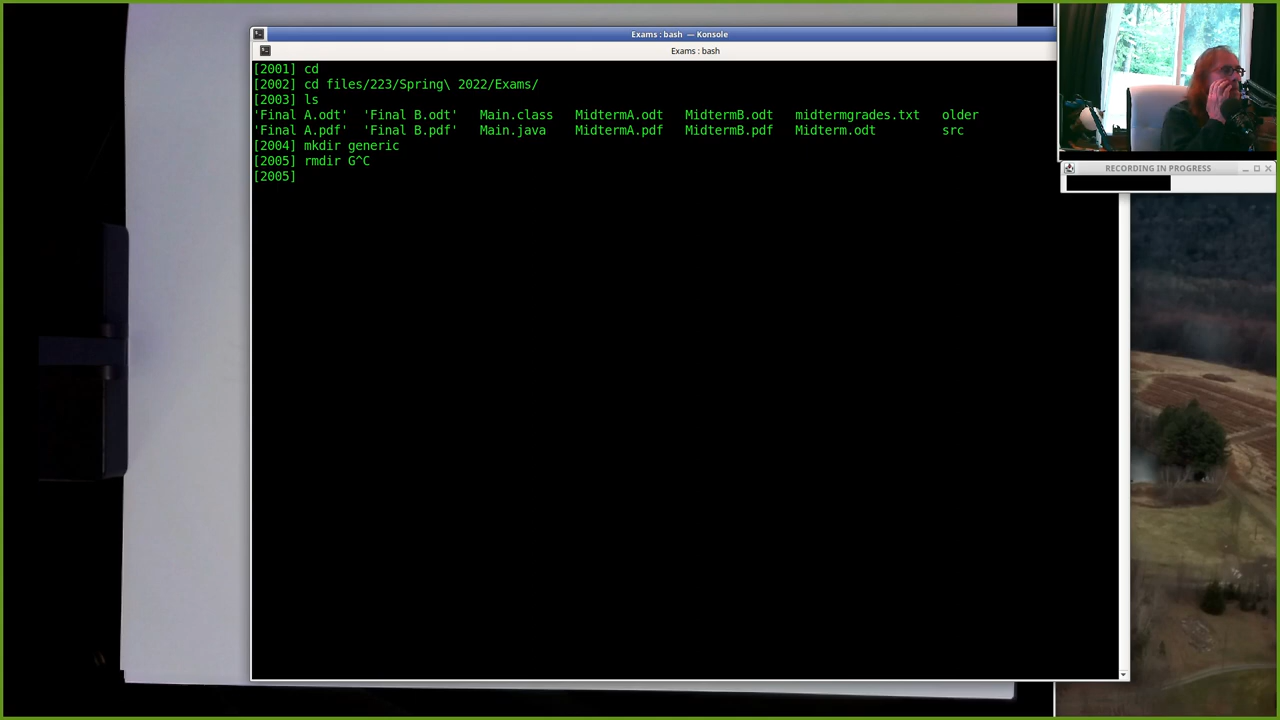 Exams : bash — Konsole
Exams : bash
[2001] cd
[2002] cd files/223/Spring\ 2022/Exams/
[2003] ls
'Final A.odt'  'Final B.odt'   Main.class   MidtermA.odt   MidtermB.odt   midtermgrades.txt   older
'Final A.pdf'  'Final B.pdf'   Main.java    MidtermA.pdf   MidtermB.pdf   Midterm.odt         src
[2004] mkdir generic
[2005] rmdir G^C
[2005]
RECORDING IN PROGRESS